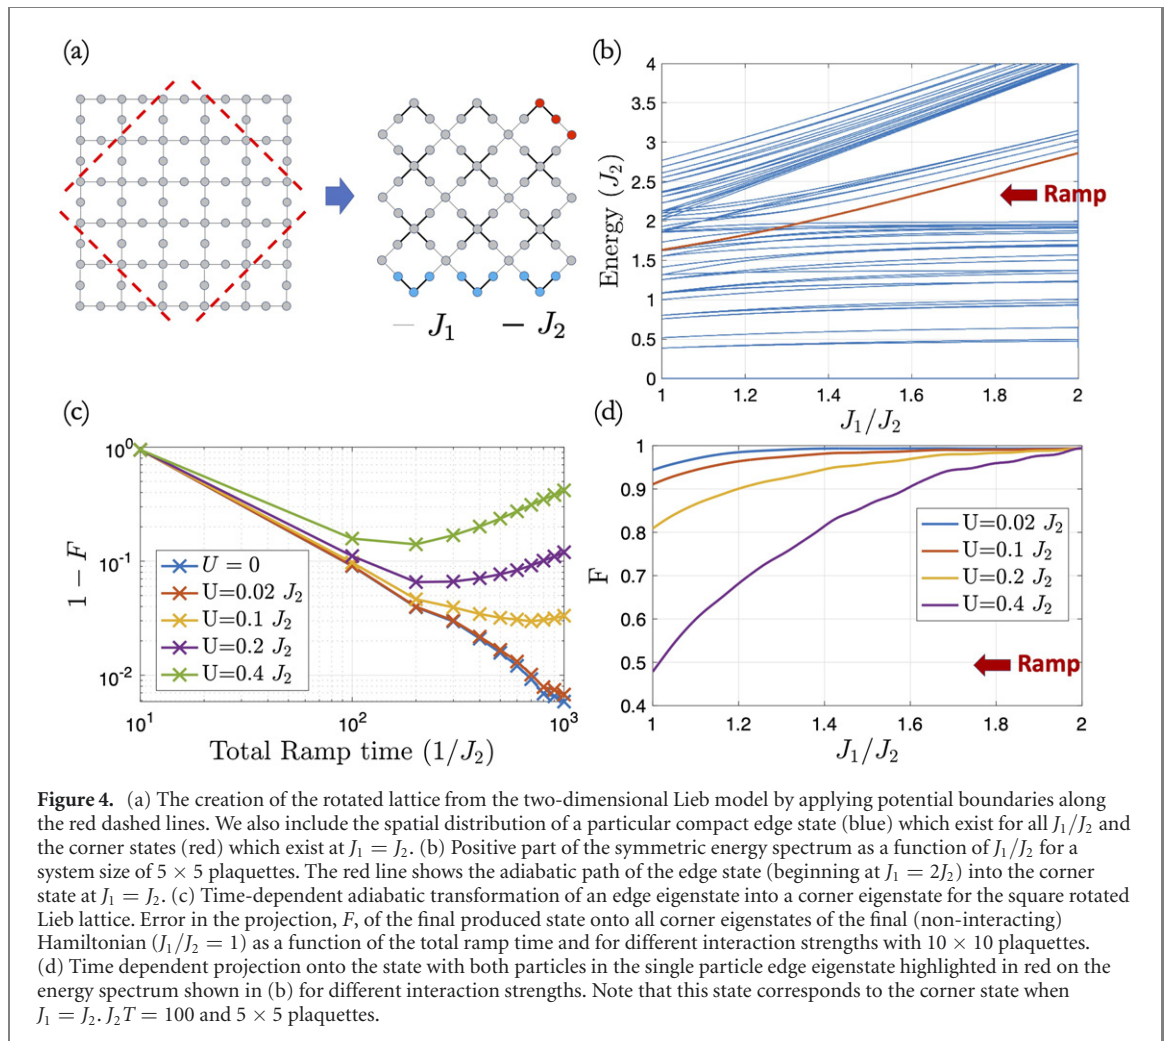 (a)
J₁
J₂
(b)
4
3.5
3
2.5
2
1.5
1
0.5
0
Energy (J₂)
Ramp
1
1.2
1.4
1.6
1.8
2
J₁/J₂
(c)
10⁰
10⁻¹
10⁻²
1 − F
U = 0
U=0.02 J₂
U=0.1 J₂
U=0.2 J₂
U=0.4 J₂
10¹
10²
10³
Total Ramp time (1/J₂)
(d)
1
0.9
0.8
0.7
0.6
0.5
0.4
F
U=0.02 J₂
U=0.1 J₂
U=0.2 J₂
U=0.4 J₂
Ramp
1
1.2
1.4
1.6
1.8
2
J₁/J₂
Figure 4. (a) The creation of the rotated lattice from the two-dimensional Lieb model by applying potential boundaries along
the red dashed lines. We also include the spatial distribution of a particular compact edge state (blue) which exist for all J₁/J₂ and
the corner states (red) which exist at J₁ = J₂. (b) Positive part of the symmetric energy spectrum as a function of J₁/J₂ for a
system size of 5 × 5 plaquettes. The red line shows the adiabatic path of the edge state (beginning at J₁ = 2J₂) into the corner
state at J₁ = J₂. (c) Time-dependent adiabatic transformation of an edge eigenstate into a corner eigenstate for the square rotated
Lieb lattice. Error in the projection, F, of the final produced state onto all corner eigenstates of the final (non-interacting)
Hamiltonian (J₁/J₂ = 1) as a function of the total ramp time and for different interaction strengths with 10 × 10 plaquettes.
(d) Time dependent projection onto the state with both particles in the single particle edge eigenstate highlighted in red on the
energy spectrum shown in (b) for different interaction strengths. Note that this state corresponds to the corner state when
J₁ = J₂. J₂T = 100 and 5 × 5 plaquettes.